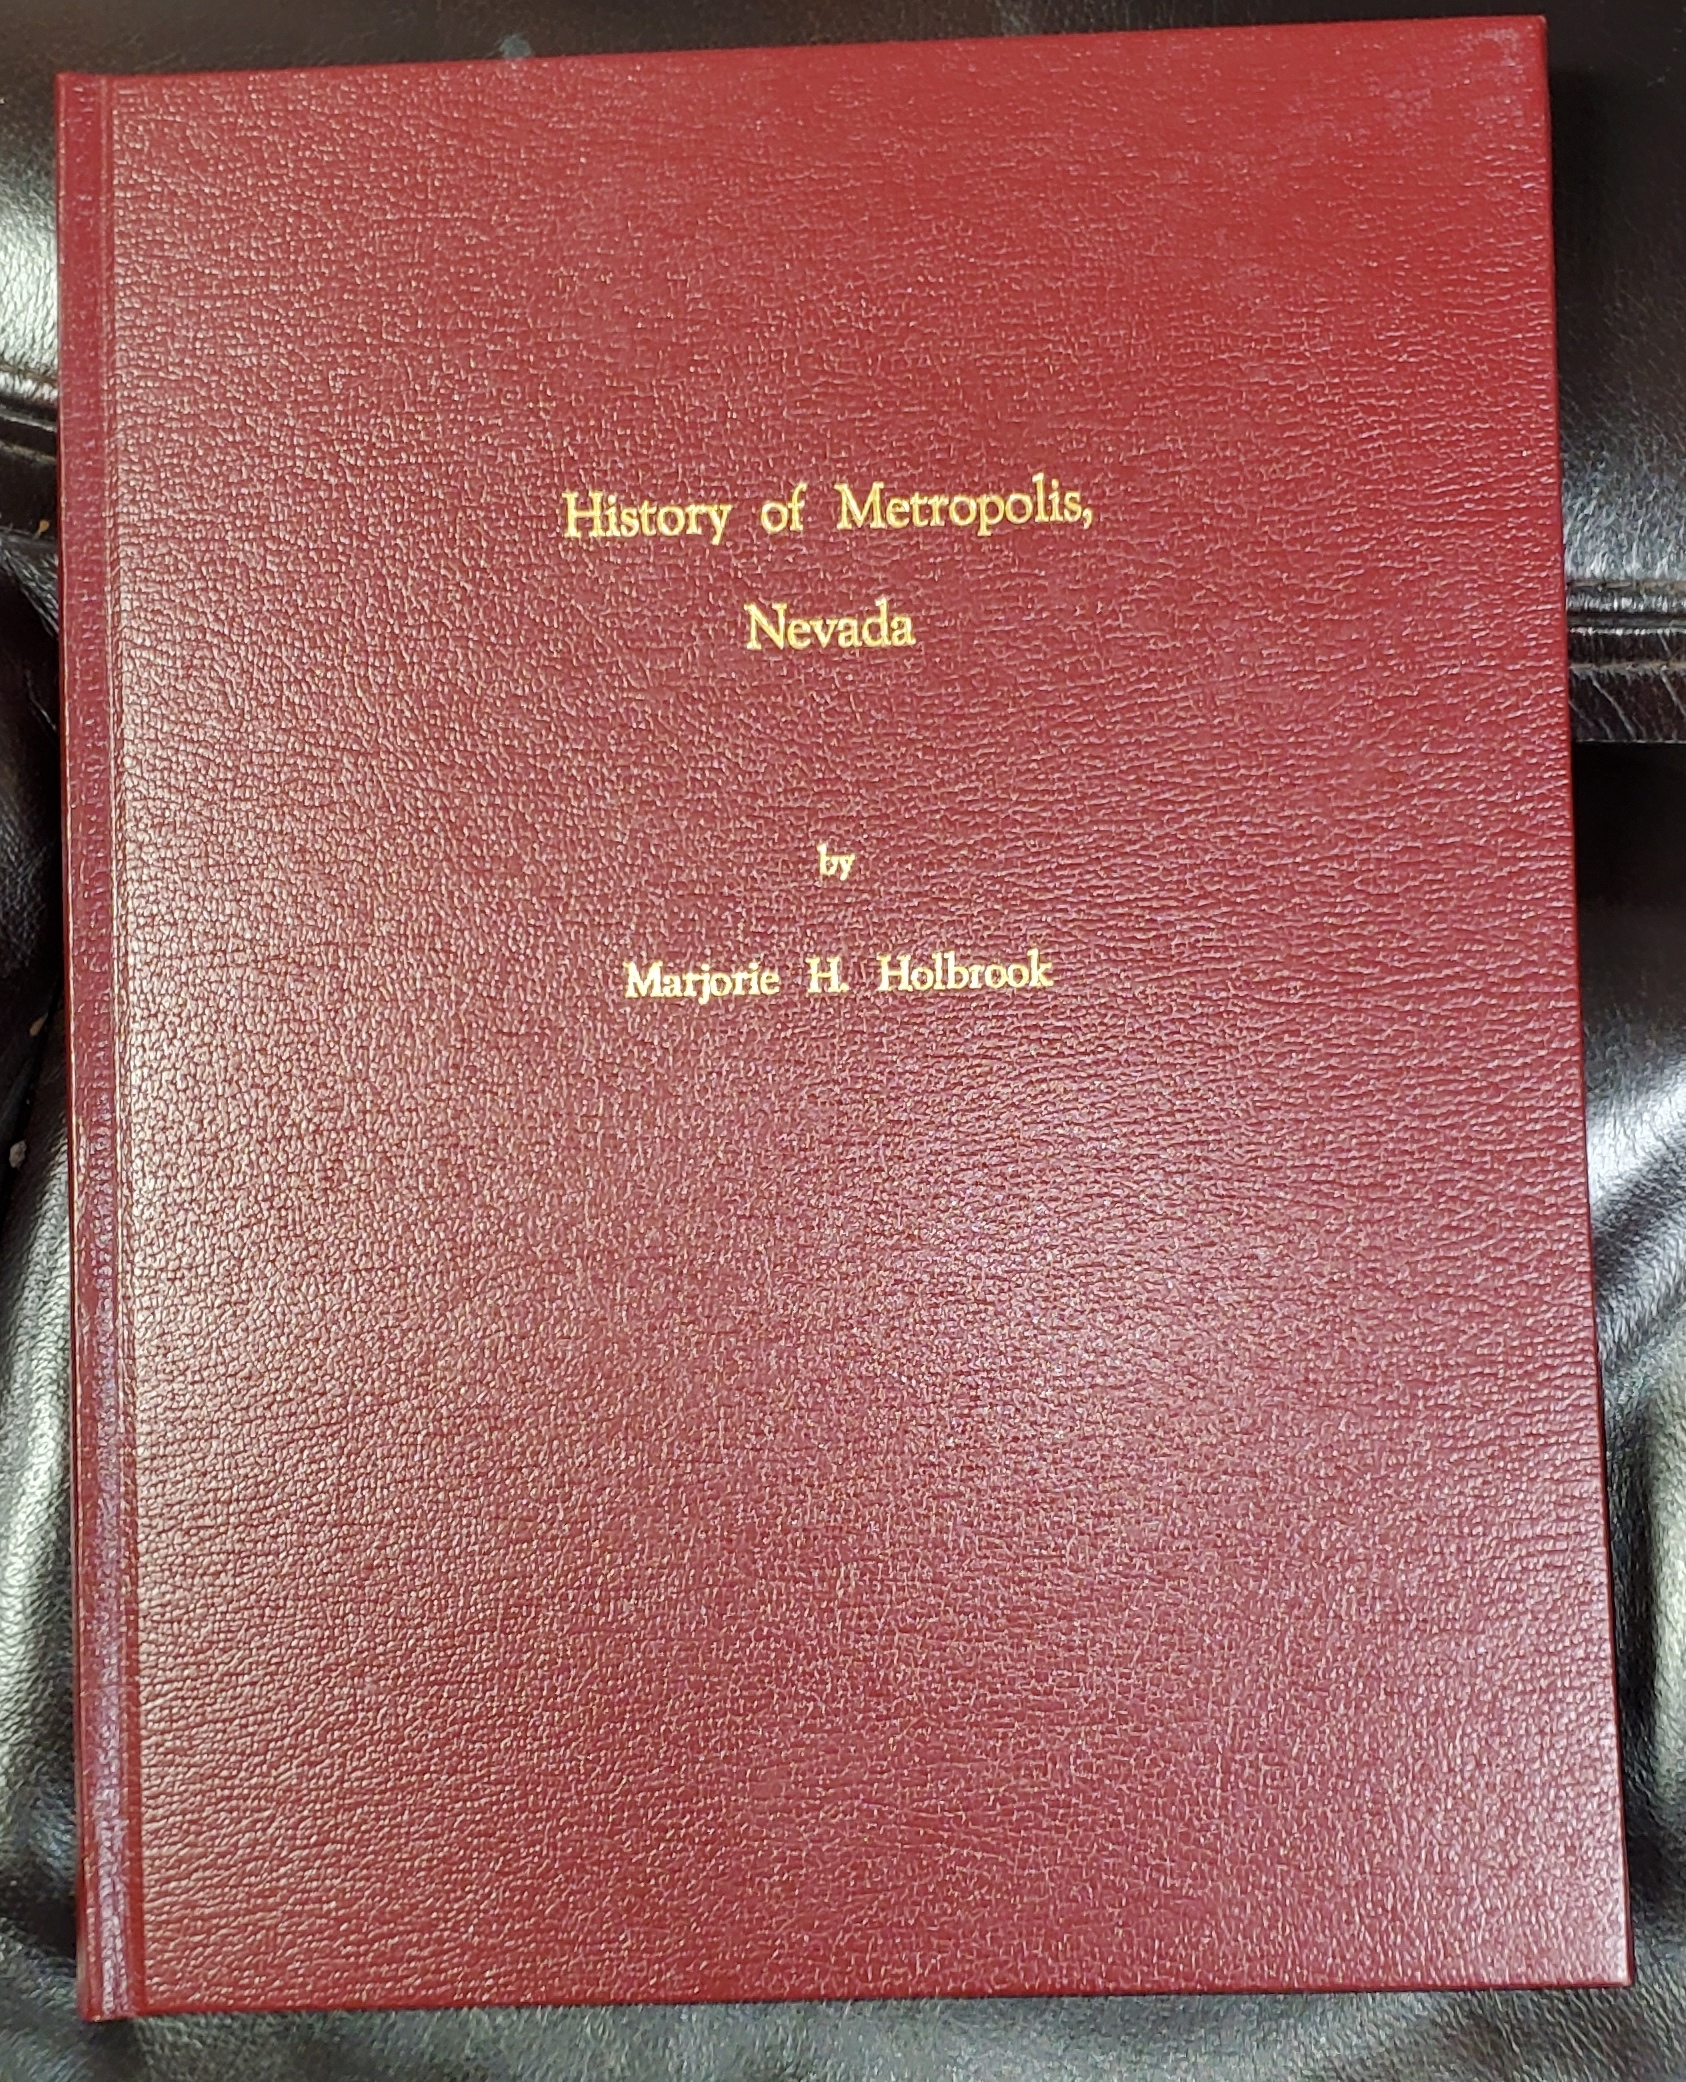 History of Metropolis,
Nevada
by
Marjorie H. Holbrook